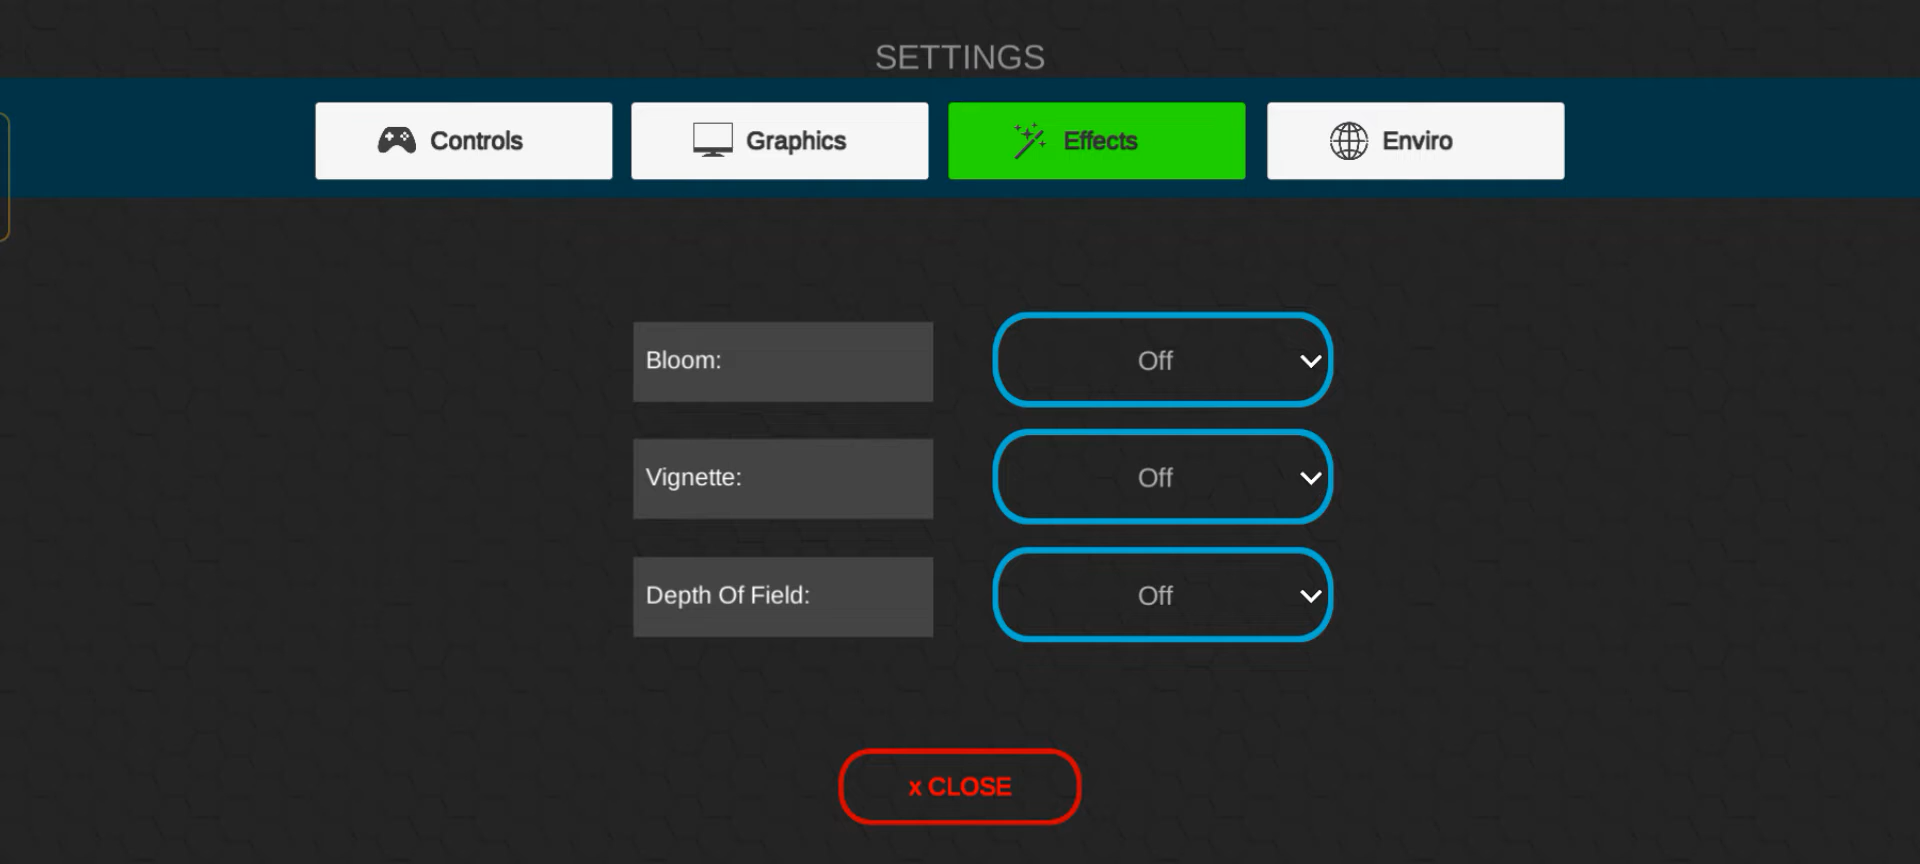 SETTINGS
Controls
Graphics
Effects
Enviro
Bloom:
Off
Vignette:
Off
Depth Of Field:
Off
x CLOSE